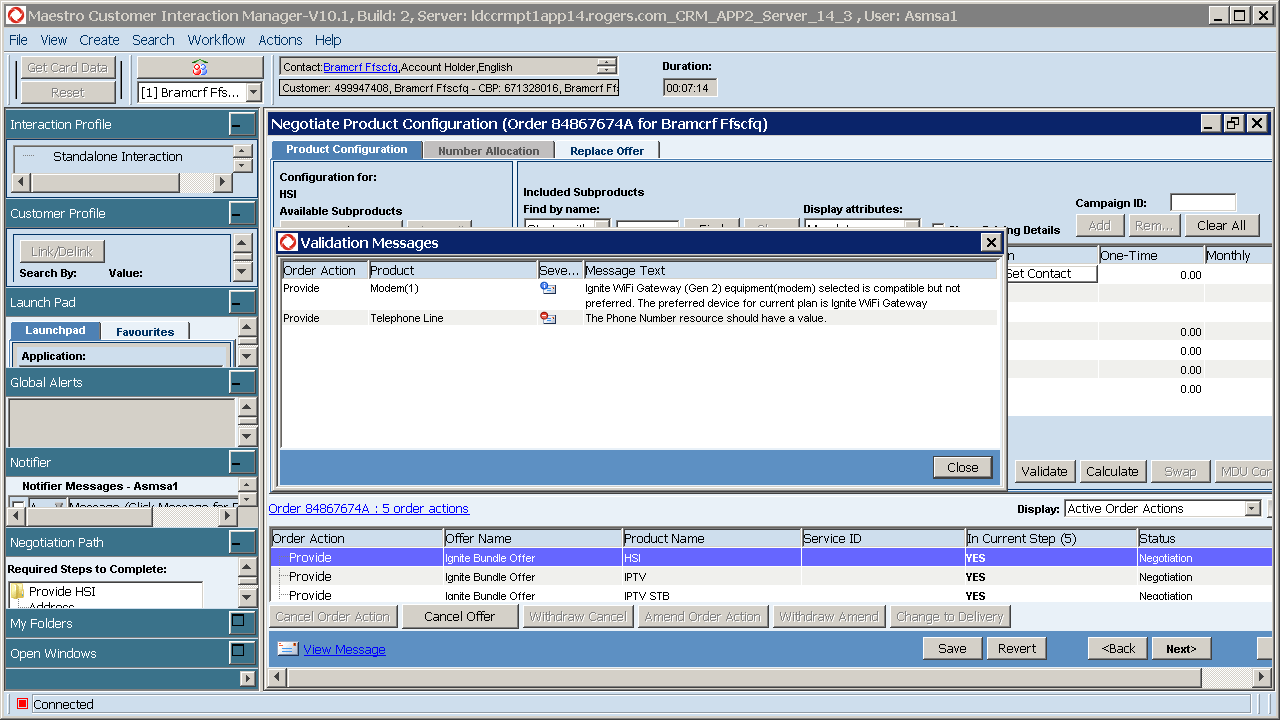 Maestro Customer Interaction Manager-V10.1, Build: 2, Server: ldccrmpt1app14.rogers.com_CRM_APP2_Server_14_3 , User: Asmsa1
File View Create Search Workflow Actions Help
Get Card Data
Reset
[1] Bramcrf Ffs...
Contact:Bramcrf Ffscfq,Account Holder,English
Customer: 499947408, Bramcrf Ffscfq - CBP: 671328016, Bramcrf Ff
Duration:
00:07:14
Interaction Profile
Standalone Interaction
Customer Profile
Link/Delink
Search By: Value:
Launch Pad
Launchpad Favourites
Application:
Global Alerts
Notifier
Notifier Messages - Asmsa1
Negotiation Path
Required Steps to Complete:
Provide HSI
Address
My Folders
Open Windows
Negotiate Product Configuration (Order 84867674A for Bramcrf Ffscfq)
Product Configuration Number Allocation Replace Offer
Configuration for:
HSI
Available Subproducts
Included Subproducts
Find by name:
Display attributes:
Campaign ID:
Add Rem... Clear All
Details
One-Time Monthly
Set Contact 0.00
0.00
0.00
0.00
0.00
Validation Messages
Order Action Product Seve... Message Text
Provide Modem(1) Ignite WiFi Gateway (Gen 2) equipment(modem) selected is compatible but not
preferred. The preferred device for current plan is Ignite WiFi Gateway
Provide Telephone Line The Phone Number resource should have a value.
Close
Validate Calculate Swap MDU Con
Order 84867674A : 5 order actions
Display: Active Order Actions
Order Action Offer Name Product Name Service ID In Current Step (5) Status
Provide Ignite Bundle Offer HSI YES Negotiation
Provide Ignite Bundle Offer IPTV YES Negotiation
Provide Ignite Bundle Offer IPTV STB YES Negotiation
Cancel Order Action Cancel Offer Withdraw Cancel Amend Order Action Withdraw Amend Change to Delivery
View Message
Save Revert <Back Next>
Connected